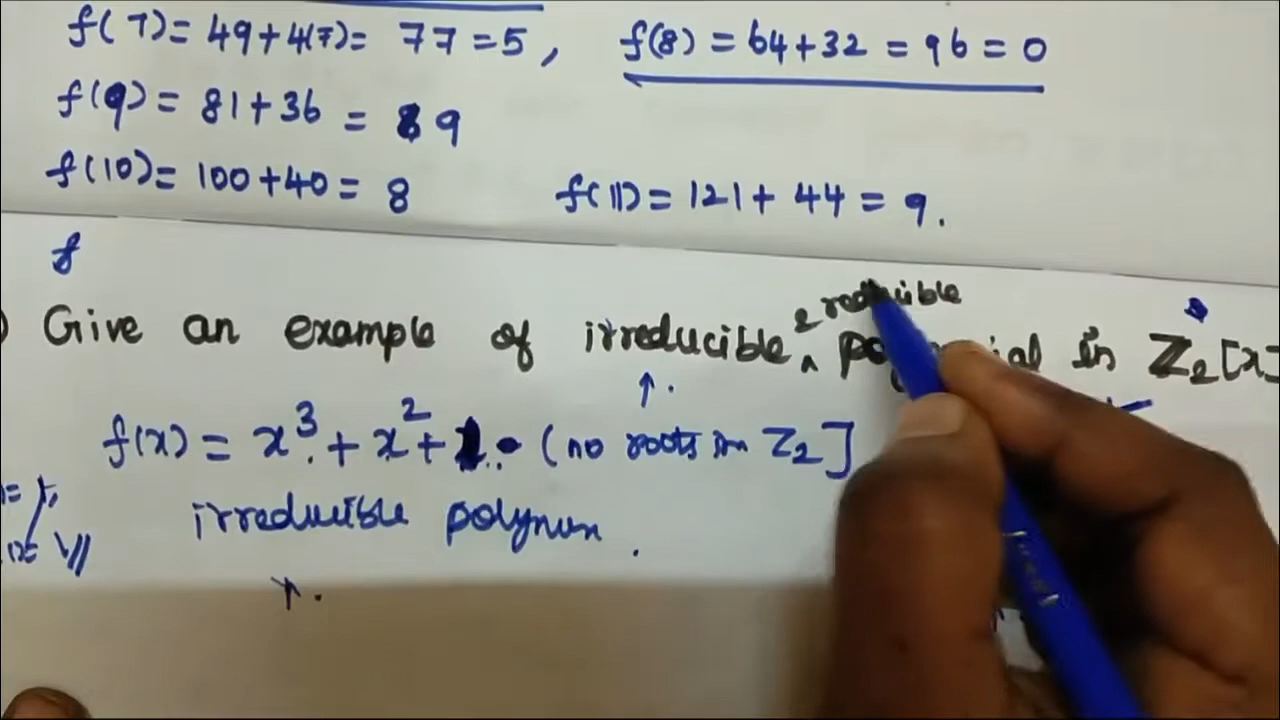 f(7)= 49+4(7)= 77=5, f(8)=64+32=96=0
f(9)= 81+36 = 9
f(10)= 100+40= 8 f(11)= 121+ 44= 9.
f
Give an example of irreducible & reducible polynomial in Z₂[x]
f(x)= x³+x²+1. (no roots in Z₂]
irreducible polynom.